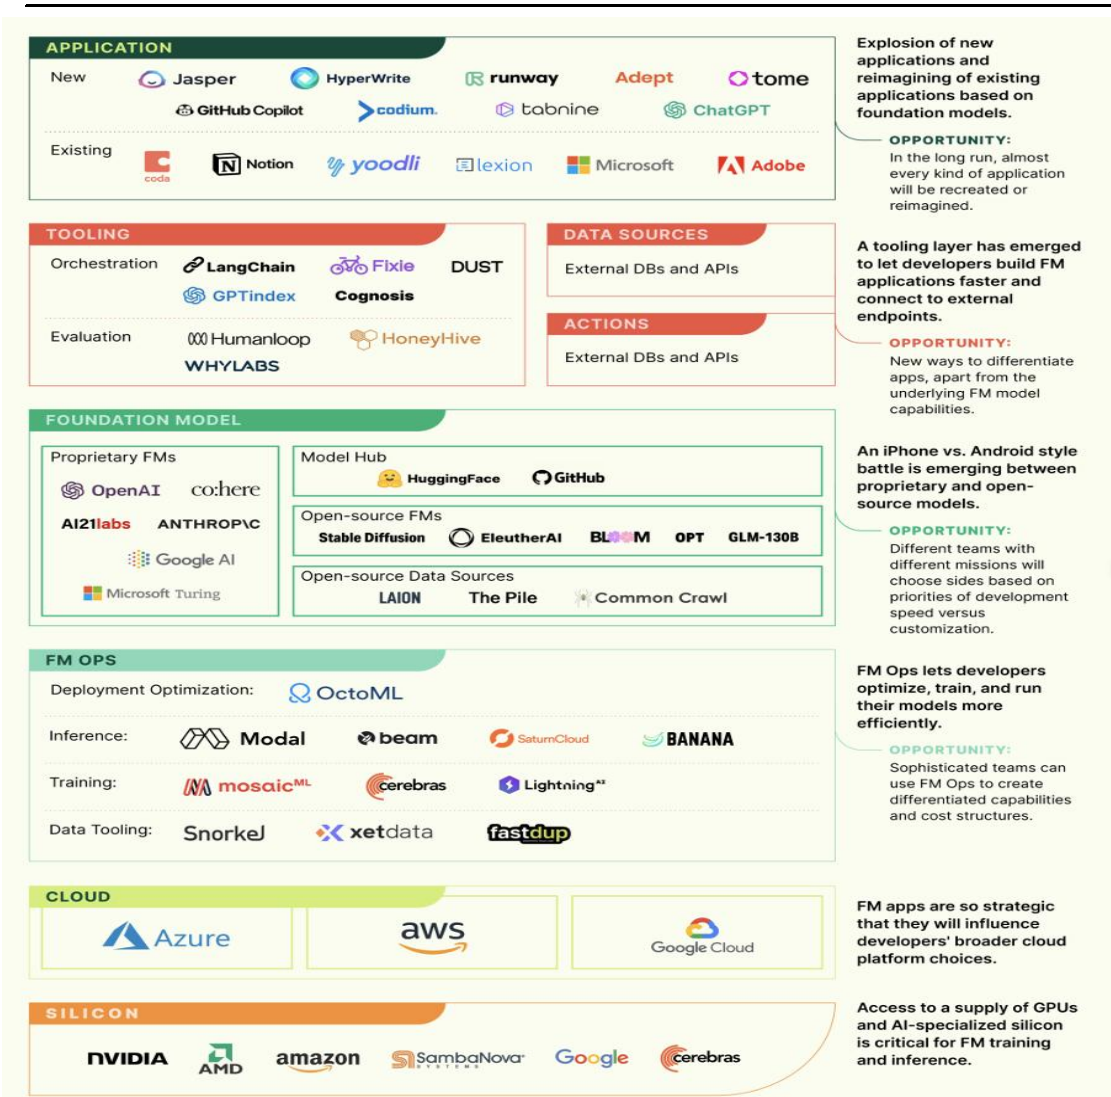 APPLICATION
New
Jasper
HyperWrite
runway
Adept
tome
GitHub Copilot
codium.
tabnine
ChatGPT
Existing
coda
Notion
yoodli
lexion
Microsoft
Adobe
Explosion of new
applications and
reimagining of existing
applications based on
foundation models.
OPPORTUNITY:
In the long run, almost
every kind of application
will be recreated or
reimagined.
TOOLING
Orchestration
LangChain
Fixie
DUST
GPTindex
Cognosis
Evaluation
Humanloop
HoneyHive
WHYLABS
DATA SOURCES
External DBs and APIs
ACTIONS
External DBs and APIs
A tooling layer has emerged
to let developers build FM
applications faster and
connect to external
endpoints.
OPPORTUNITY:
New ways to differentiate
apps, apart from the
underlying FM model
capabilities.
FOUNDATION MODEL
Proprietary FMs
OpenAI
co:here
AI21labs
ANTHROP\C
Google AI
Microsoft Turing
Model Hub
HuggingFace
GitHub
Open-source FMs
Stable Diffusion
EleutherAI
BLOOM
OPT
GLM-130B
Open-source Data Sources
LAION
The Pile
Common Crawl
An iPhone vs. Android style
battle is emerging between
proprietary and open-
source models.
OPPORTUNITY:
Different teams with
different missions will
choose sides based on
priorities of development
speed versus
customization.
FM OPS
Deployment Optimization:
OctoML
Inference:
Modal
beam
SaturnCloud
BANANA
Training:
mosaicML
cerebras
Lightning AI
Data Tooling:
Snorkel
xetdata
fastdup
FM Ops lets developers
optimize, train, and run
their models more
efficiently.
OPPORTUNITY:
Sophisticated teams can
use FM Ops to create
differentiated capabilities
and cost structures.
CLOUD
Azure
aws
Google Cloud
FM apps are so strategic
that they will influence
developers' broader cloud
platform choices.
SILICON
NVIDIA
AMD
amazon
SambaNova
SYSTEMS
Google
cerebras
Access to a supply of GPUs
and AI-specialized silicon
is critical for FM training
and inference.